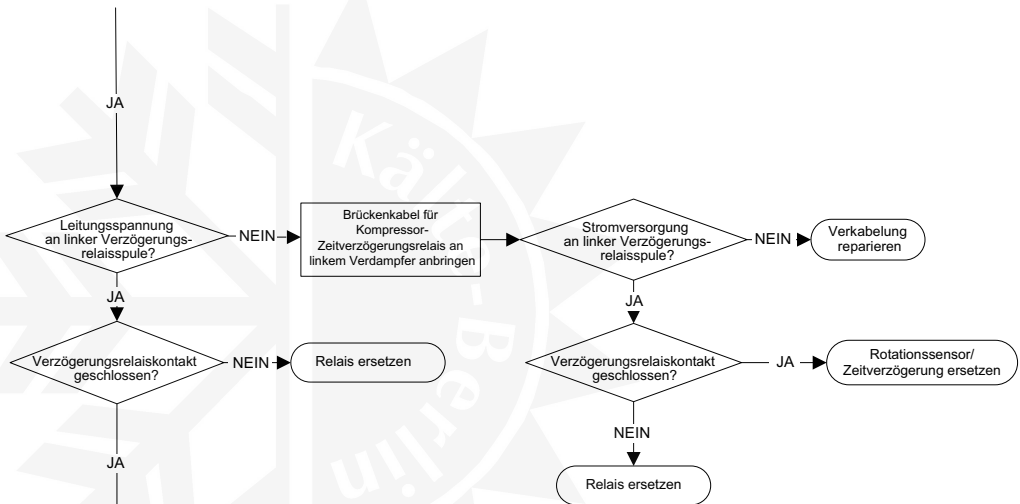 JA
Leitungsspannung
an linker Verzögerungs-
relaisspule?
NEIN
Brückenkabel für
Kompressor-
Zeitverzögerungsrelais an
linkem Verdampfer anbringen
Stromversorgung
an linker Verzögerungs-
relaisspule?
NEIN
Verkabelung
reparieren
JA
JA
Verzögerungsrelaiskontakt
geschlossen?
NEIN
Relais ersetzen
Verzögerungsrelaiskontakt
geschlossen?
JA
Rotationssensor/
Zeitverzögerung ersetzen
NEIN
JA
Relais ersetzen
Kälte-Berlin